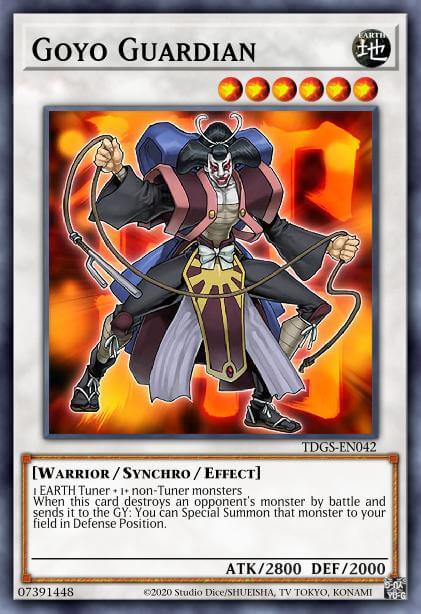 GOYO GUARDIAN
EARTH
地
TDGS-EN042
[WARRIOR / SYNCHRO / EFFECT]
1 EARTH Tuner + 1+ non-Tuner monsters
When this card destroys an opponent's monster by battle and
sends it to the GY: You can Special Summon that monster to your
field in Defense Position.
ATK/2800 DEF/2000
07391448
©2020 Studio Dice/SHUEISHA, TV TOKYO, KONAMI